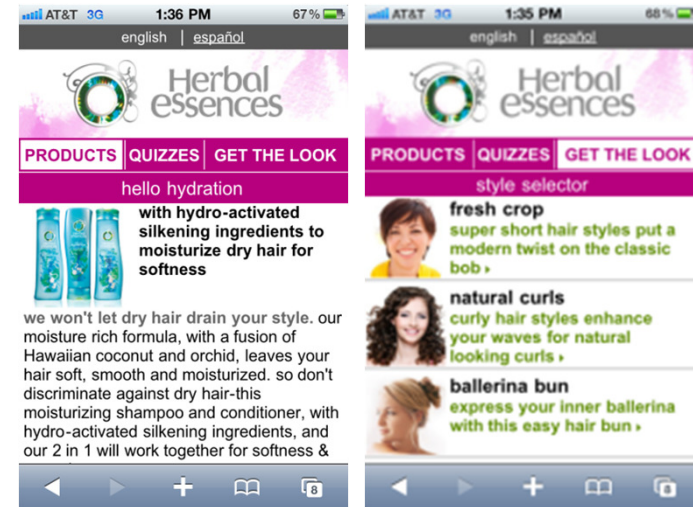 AT&T 3G 1:36 PM 67%
english | español
Herbal
essences
PRODUCTS QUIZZES GET THE LOOK
hello hydration
with hydro-activated
silkening ingredients to
moisturize dry hair for
softness
we won't let dry hair drain your style. our
moisture rich formula, with a fusion of
Hawaiian coconut and orchid, leaves your
hair soft, smooth and moisturized. so don't
discriminate against dry hair-this
moisturizing shampoo and conditioner, with
hydro-activated silkening ingredients, and
our 2 in 1 will work together for softness &
8
AT&T 3G 1:35 PM 68%
english | español
Herbal
essences
PRODUCTS QUIZZES GET THE LOOK
style selector
fresh crop
super short hair styles put a
modern twist on the classic
bob ›
natural curls
curly hair styles enhance
your waves for natural
looking curls ›
ballerina bun
express your inner ballerina
with this easy hair bun ›
8